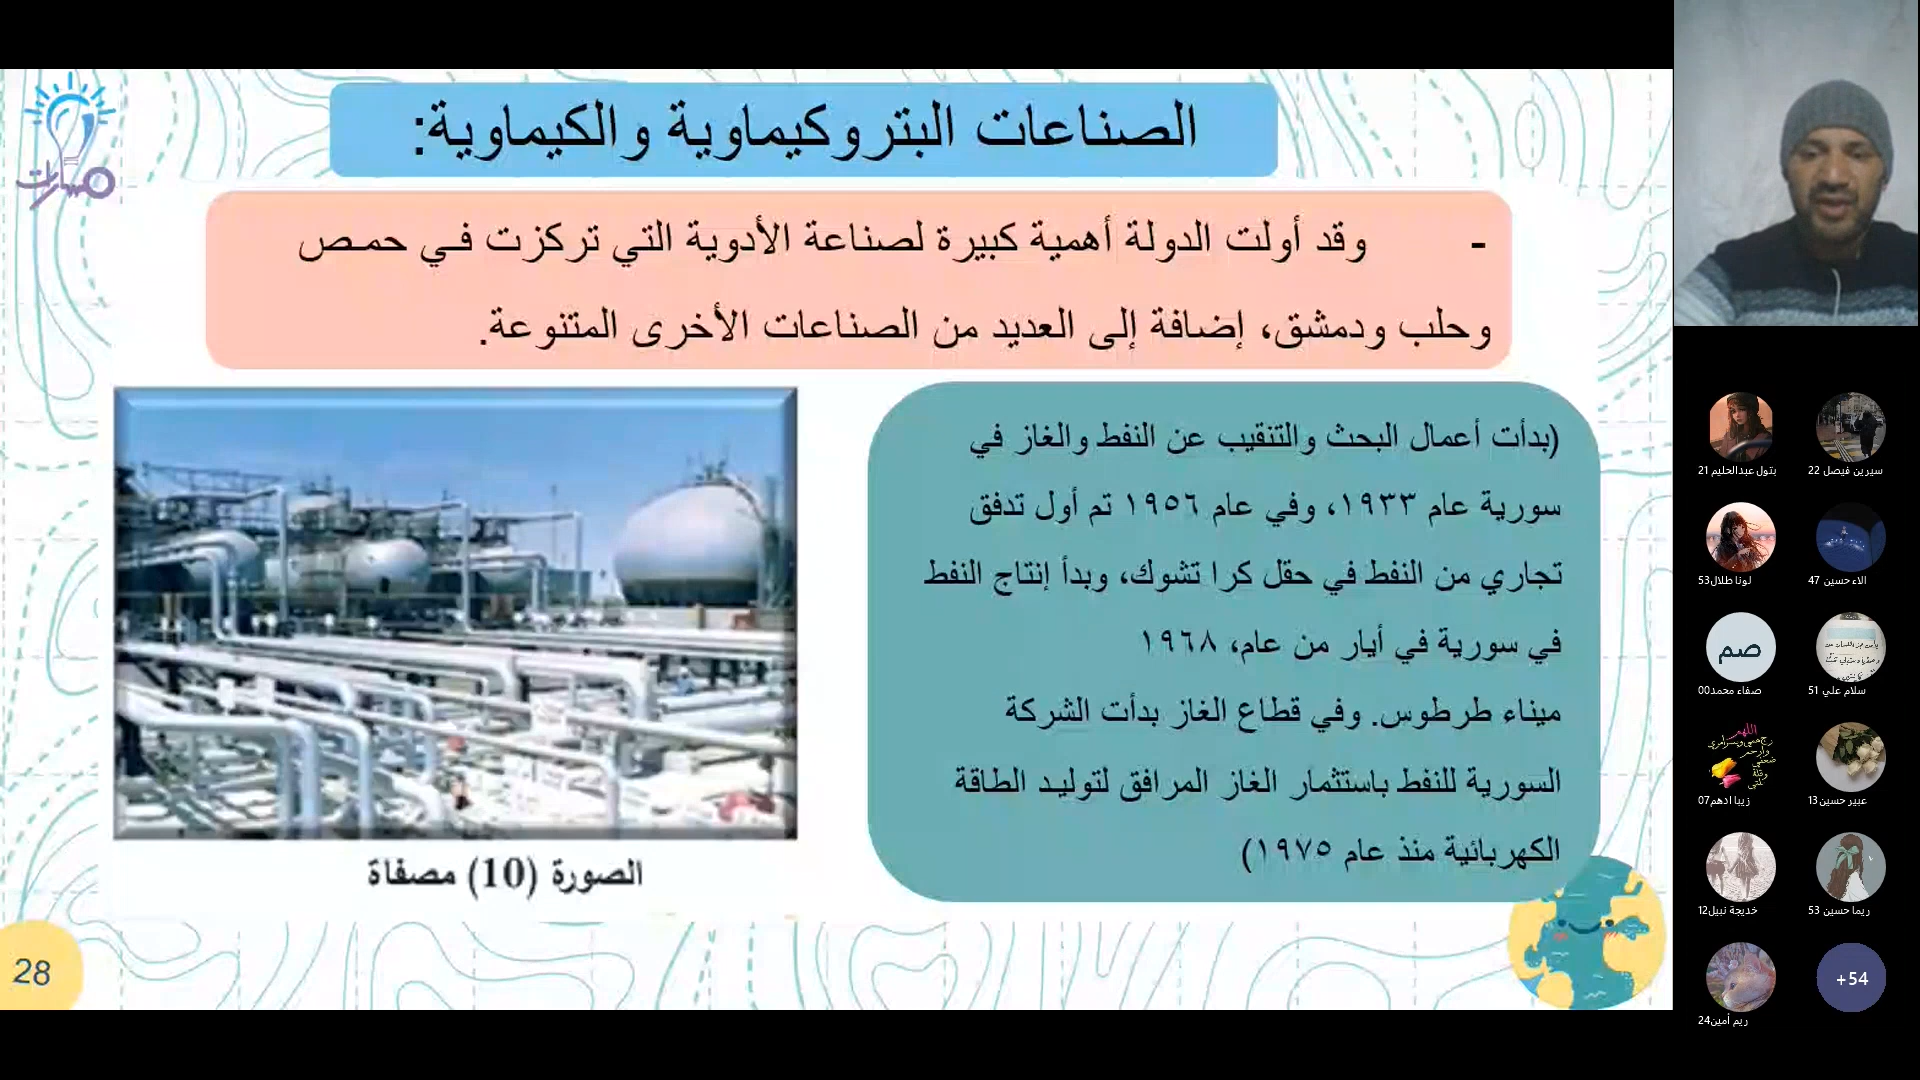 مهارات
الصناعات البتروكيماوية والكيماوية:
- وقد أولت الدولة أهمية كبيرة لصناعة الأدوية التي تركزت في حمص
وحلب ودمشق، إضافة إلى العديد من الصناعات الأخرى المتنوعة.
(بدأت أعمال البحث والتنقيب عن النفط والغاز في
سورية عام ١٩٣٣، وفي عام ١٩٥٦ تم أول تدفق
تجاري من النفط في حقل كرا تشوك، وبدأ إنتاج النفط
في سورية في أيار من عام، ١٩٦٨
ميناء طرطوس. وفي قطاع الغاز بدأت الشركة
السورية للنفط باستثمار الغاز المرافق لتوليد الطاقة
الكهربائية منذ عام ١٩٧٥)
الصورة (10) مصفاة
28
سيرين فيصل 22
بتول عبدالحليم 21
الاء حسين 47
لونا طلال53
صم
سلام علي 51
صفاء محمد00
اللهم
عبير حسين 13
زيبا ادهم07
ريما حسين 53
خديجة نبيل12
+54
ريم أمين24